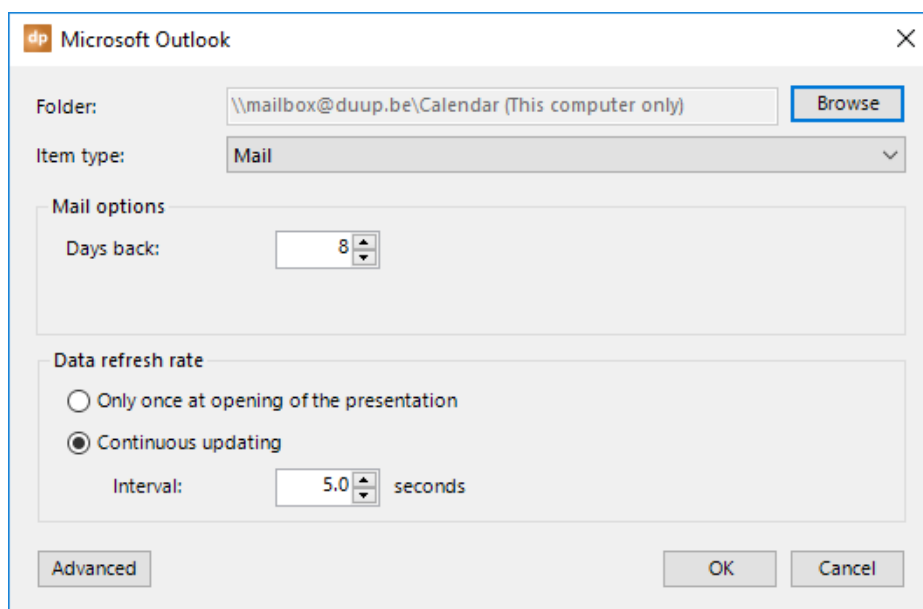 dp Microsoft Outlook
Folder: \\mailbox@duup.be\Calendar (This computer only) Browse
Item type: Mail
Mail options
Days back: 8
Data refresh rate
Only once at opening of the presentation
Continuous updating
Interval: 5.0 seconds
Advanced OK Cancel